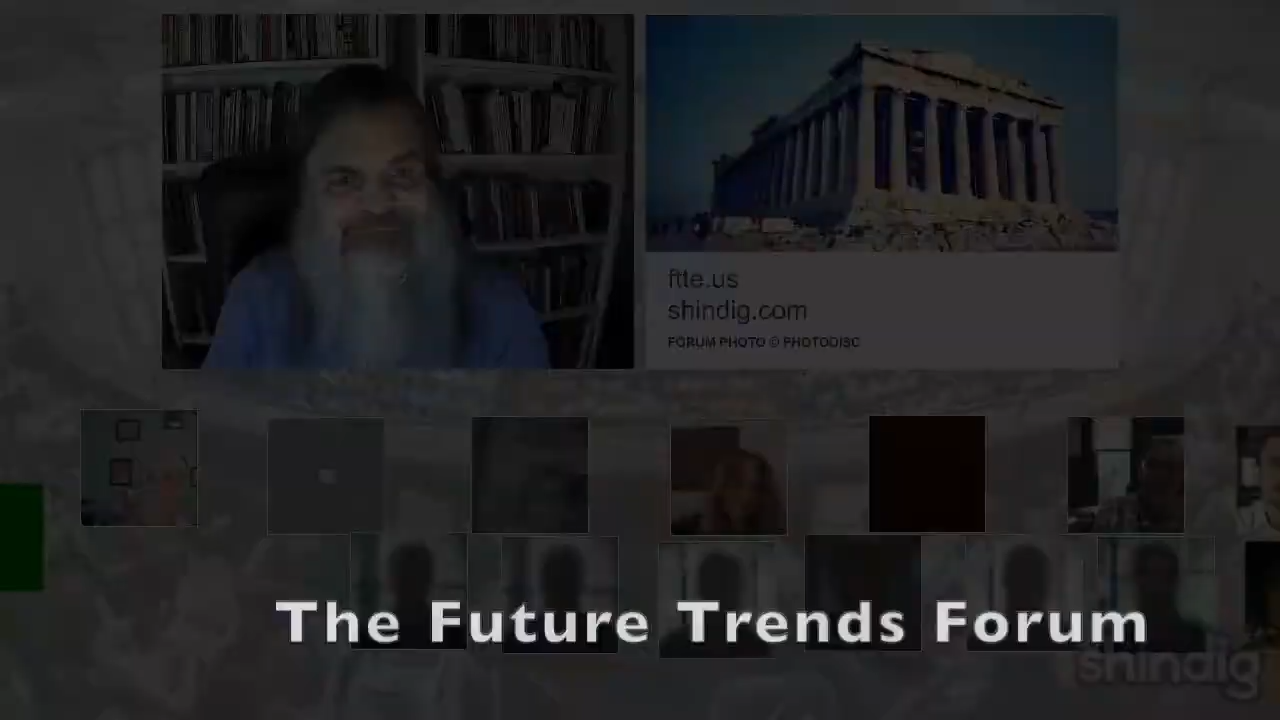 ftte.us
shindig.com
FORUM PHOTO © PHOTODISC
The Future Trends Forum
shindig